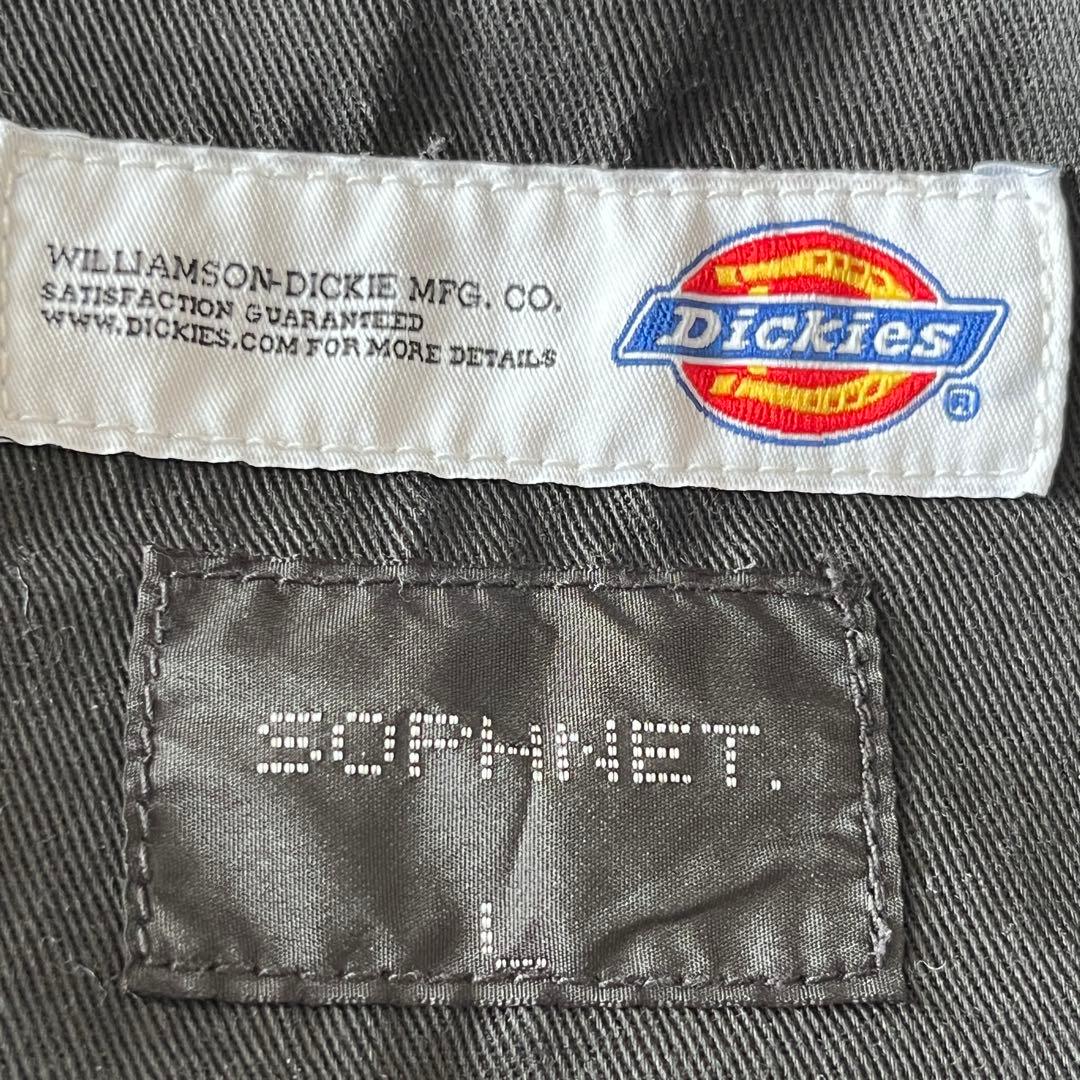 WILLIAMSON-DICKIE MFG. CO.
SATISFACTION GUARANTEED
WWW.DICKIES.COM FOR MORE DETAILS
Dickies
®
SOPHNET.
L